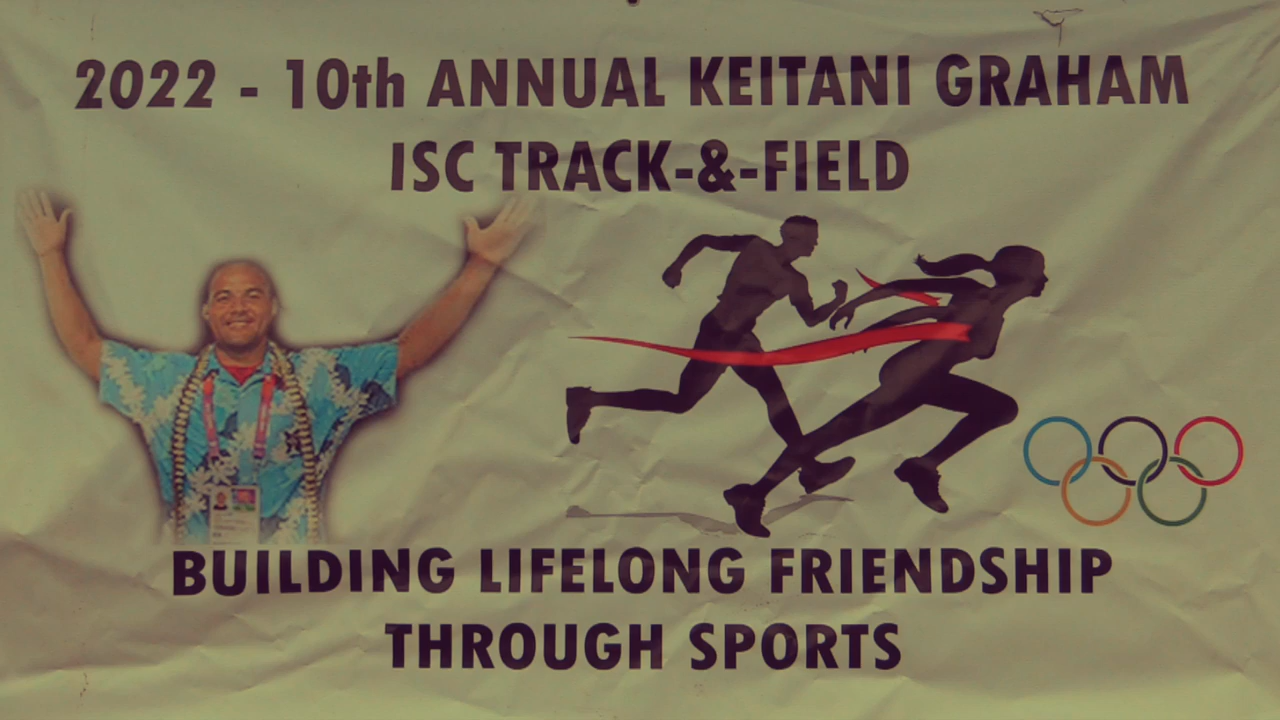 2022 - 10th ANNUAL KEITANI GRAHAM
ISC TRACK-&-FIELD
BUILDING LIFELONG FRIENDSHIP
THROUGH SPORTS